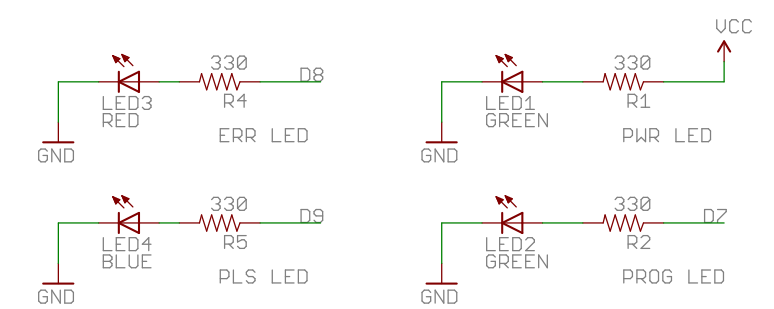 VCC
330
D8
LED3
RED
R4
ERR LED
GND
330
LED1
GREEN
R1
PWR LED
GND
330
D9
LED4
BLUE
R5
PLS LED
GND
330
D7
LED2
GREEN
R2
PROG LED
GND